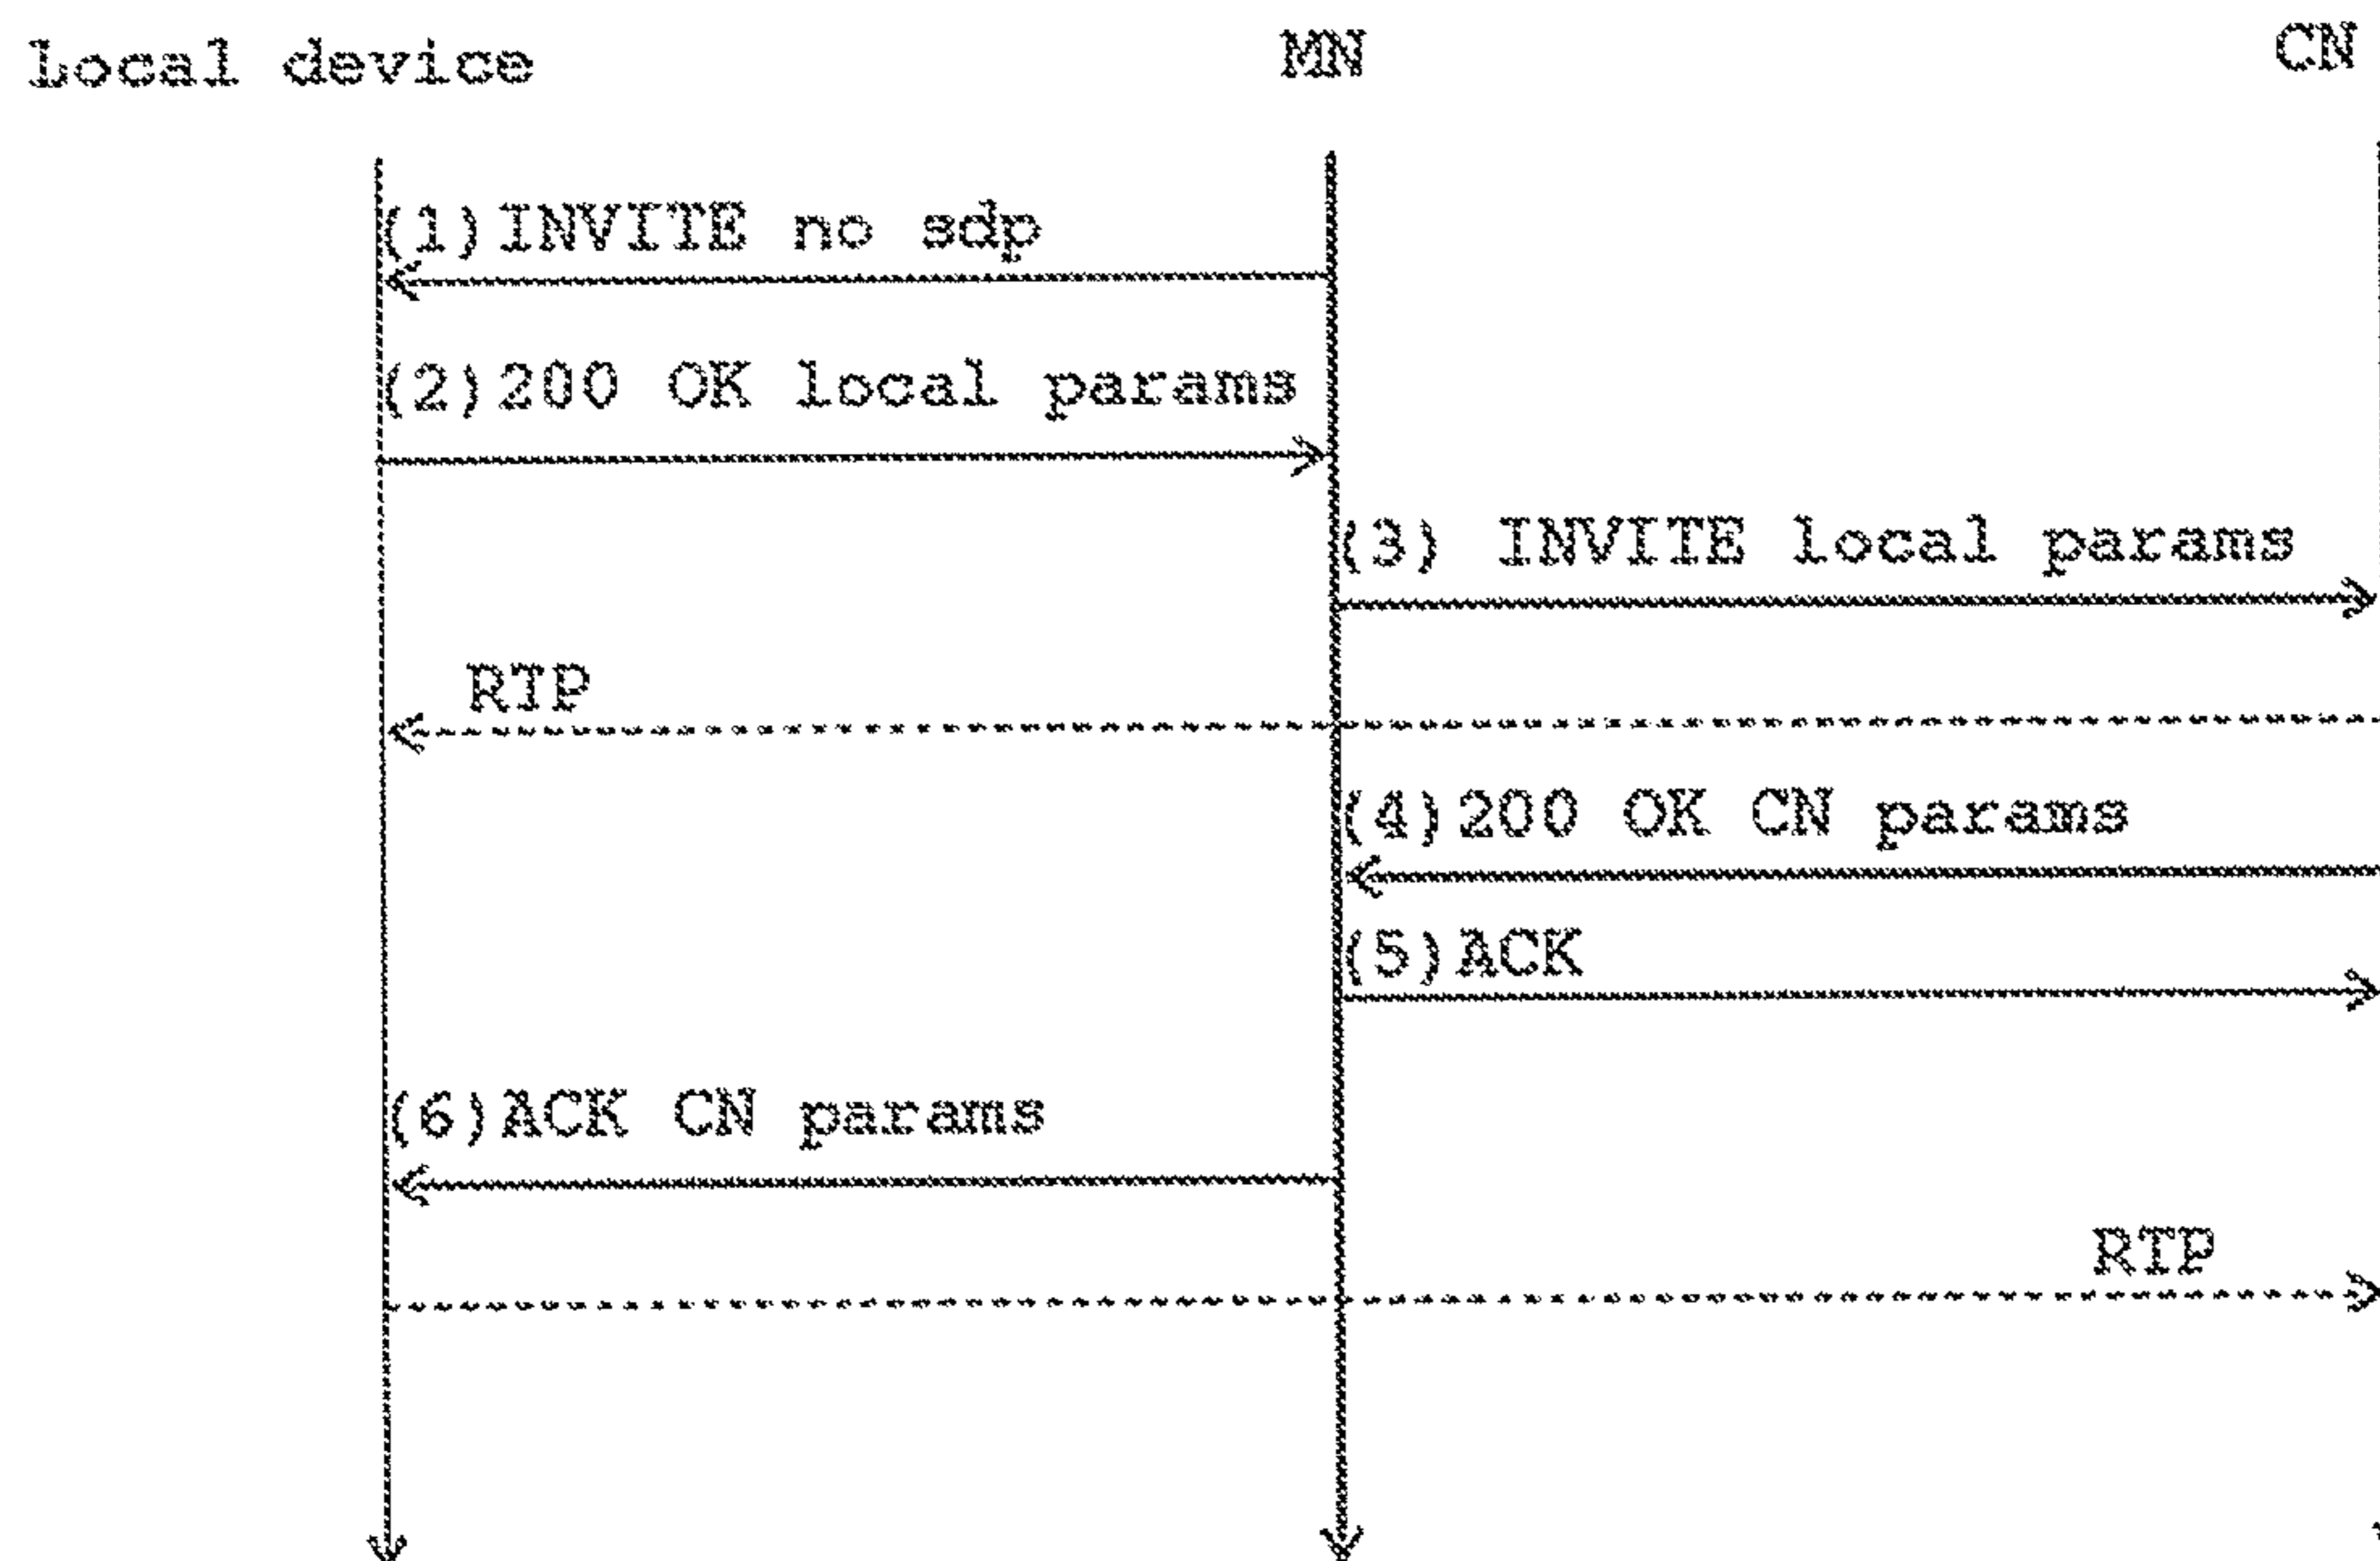 Local device MN CN
(1)INVITE no sdp
(2)200 OK local params
(3) INVITE local params
RTP
(4)200 OK CN params
(5)ACK
(6)ACK CN params
RTP